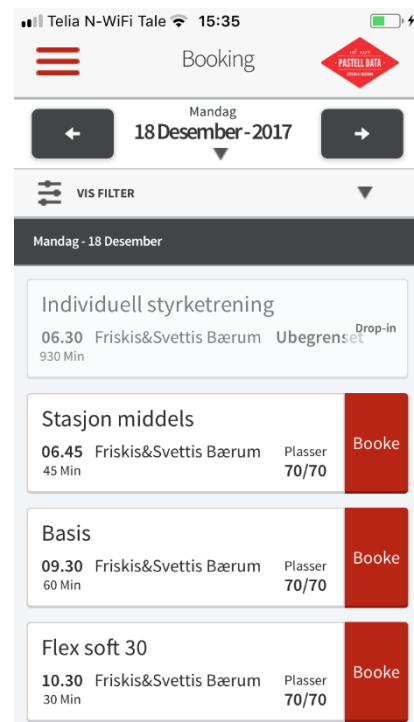 Telia N-WiFi Tale 15:35
Booking
PASTELL DATA
Mandag
18 Desember - 2017
VIS FILTER
Mandag - 18 Desember
Individuell styrketrening
06.30 Friskis&Svettis Bærum Ubegrenset Drop-in
930 Min
Stasjon middels
06.45 Friskis&Svettis Bærum Plasser Booke
45 Min 70/70
Basis
09.30 Friskis&Svettis Bærum Plasser Booke
60 Min 70/70
Flex soft 30
10.30 Friskis&Svettis Bærum Plasser Booke
30 Min 70/70